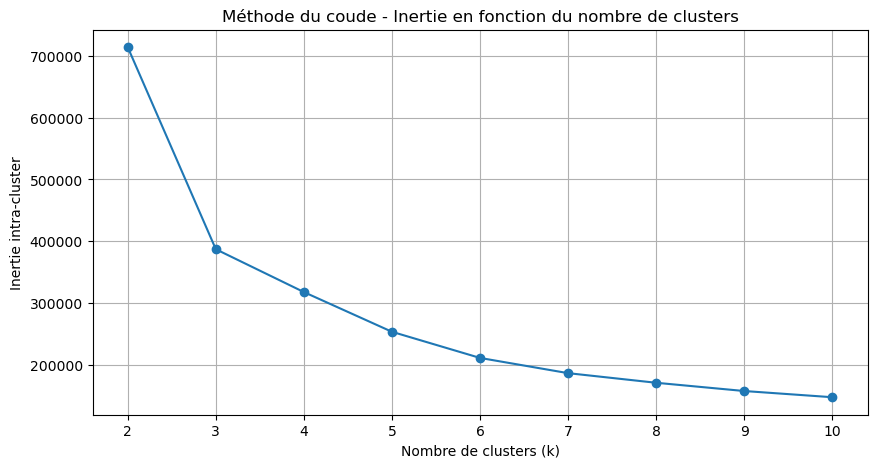 Méthode du coude - Inertie en fonction du nombre de clusters
Inertie intra-cluster
700000
600000
500000
400000
300000
200000
2 3 4 5 6 7 8 9 10
Nombre de clusters (k)